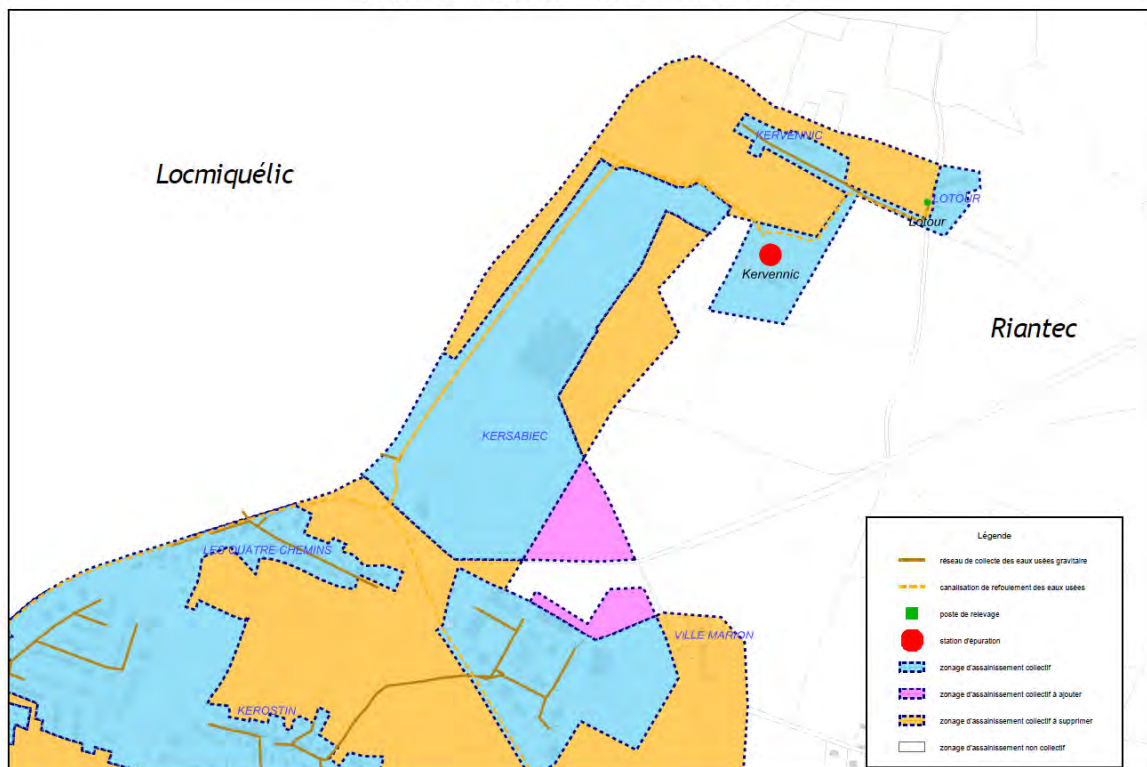 Locmiquélic
KERVENNIC
LOTOUR
Lotour
Kervennic
Riantec
KERSABIEC
LES QUATRE CHEMINS
VILLE MARION
KEROSTIN
Légende
réseau de collecte des eaux usées gravitaire
canalisation de refoulement des eaux usées
poste de relevage
station d'épuration
zonage d'assainissement collectif
zonage d'assainissement collectif à ajouter
zonage d'assainissement collectif à supprimer
zonage d'assainissement non collectif